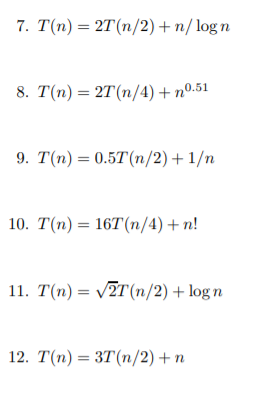 7. T(n) = 2T(n/2) + n/ log n
8. T(n) = 2T(n/4) + n^0.51
9. T(n) = 0.5T(n/2) + 1/n
10. T(n) = 16T(n/4) + n!
11. T(n) = √2T(n/2) + log n
12. T(n) = 3T(n/2) + n